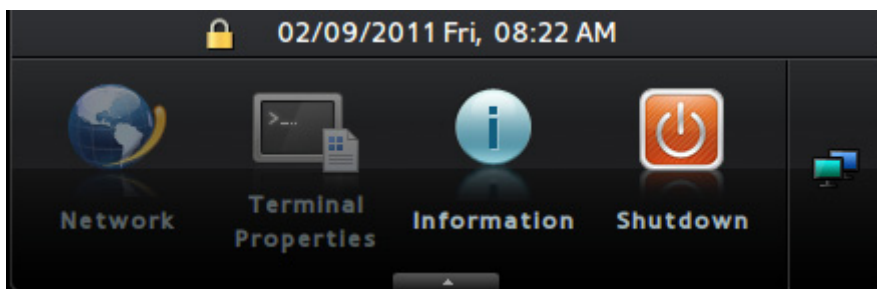 02/09/2011 Fri, 08:22 AM
>_..
i
Network
Terminal
Properties
Information
Shutdown